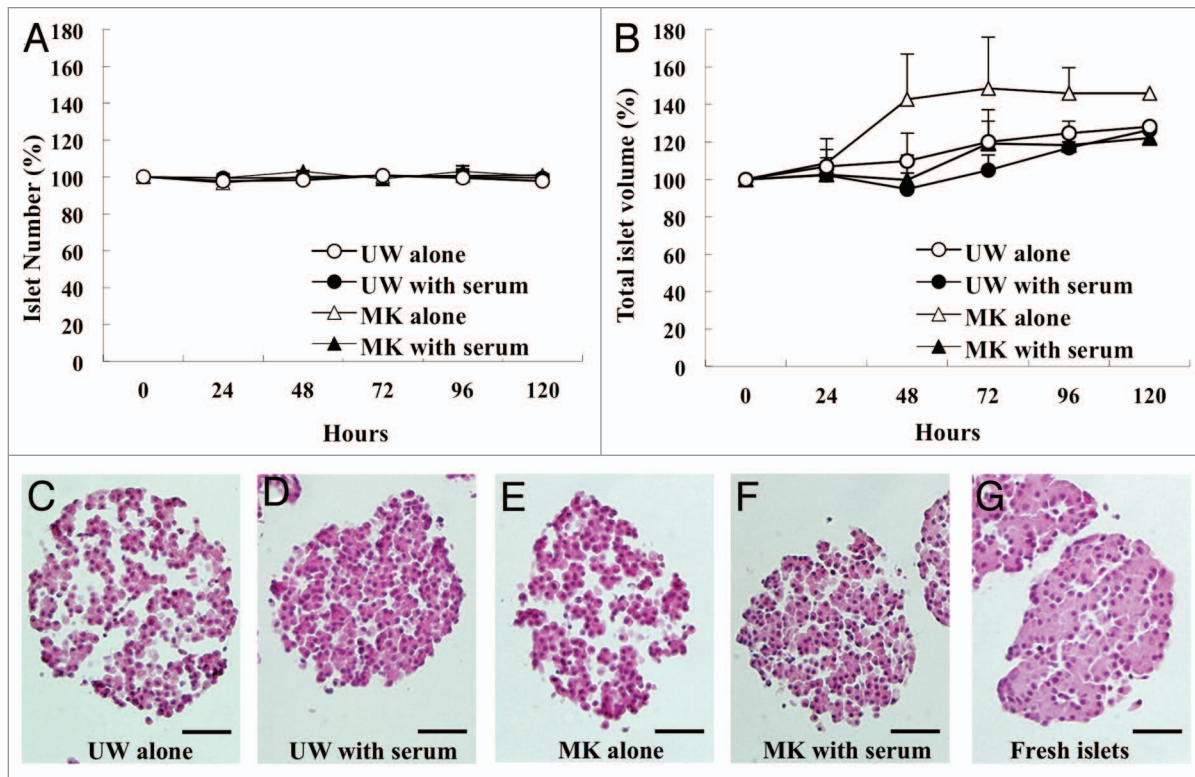 A
Islet Number (%)
180
160
140
120
100
80
60
40
20
0
0 24 48 72 96 120
Hours
UW alone
UW with serum
MK alone
MK with serum
B
Total islet volume (%)
180
160
140
120
100
80
60
40
20
0
0 24 48 72 96 120
Hours
UW alone
UW with serum
MK alone
MK with serum
C
UW alone
D
UW with serum
E
MK alone
F
MK with serum
G
Fresh islets